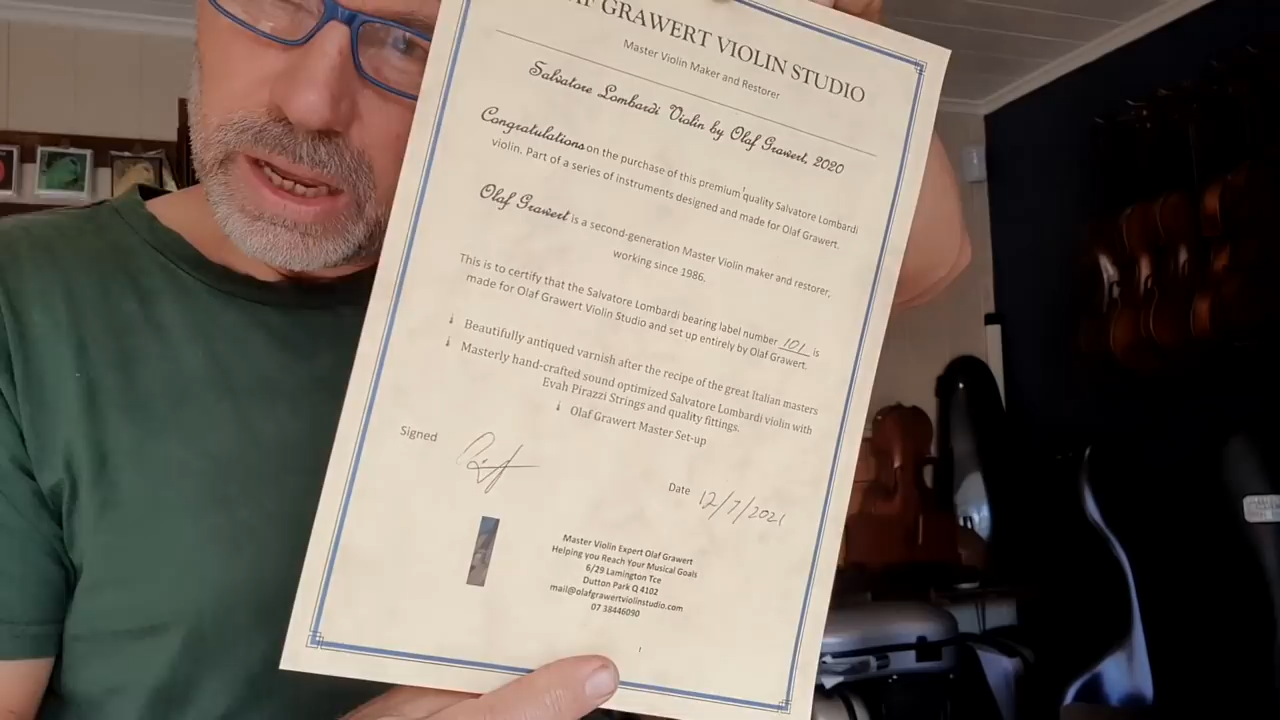 AF GRAWERT VIOLIN STUDIO
Master Violin Maker and Restorer
Salvatore Lombardi Violin by Olaf Grawert, 2020
Congratulations on the purchase of this premium quality Salvatore Lombardi
violin. Part of a series of instruments designed and made for Olaf Grawert.
Olaf Grawert is a second-generation Master Violin maker and restorer,
working since 1986.
This is to certify that the Salvatore Lombardi bearing label number 101 is
made for Olaf Grawert Violin Studio and set up entirely by Olaf Grawert.
Beautifully antiqued varnish after the recipe of the great Italian masters
Masterly hand-crafted sound optimized Salvatore Lombardi violin with
Evah Pirazzi Strings and quality fittings.
Olaf Grawert Master Set-up
Signed
Date 12/7/2021
Master Violin Expert Olaf Grawert
Helping you Reach Your Musical Goals
6/29 Lamington Tce
Dutton Park Q 4102
mail@olafgrawertviolinstudio.com
07 38446090